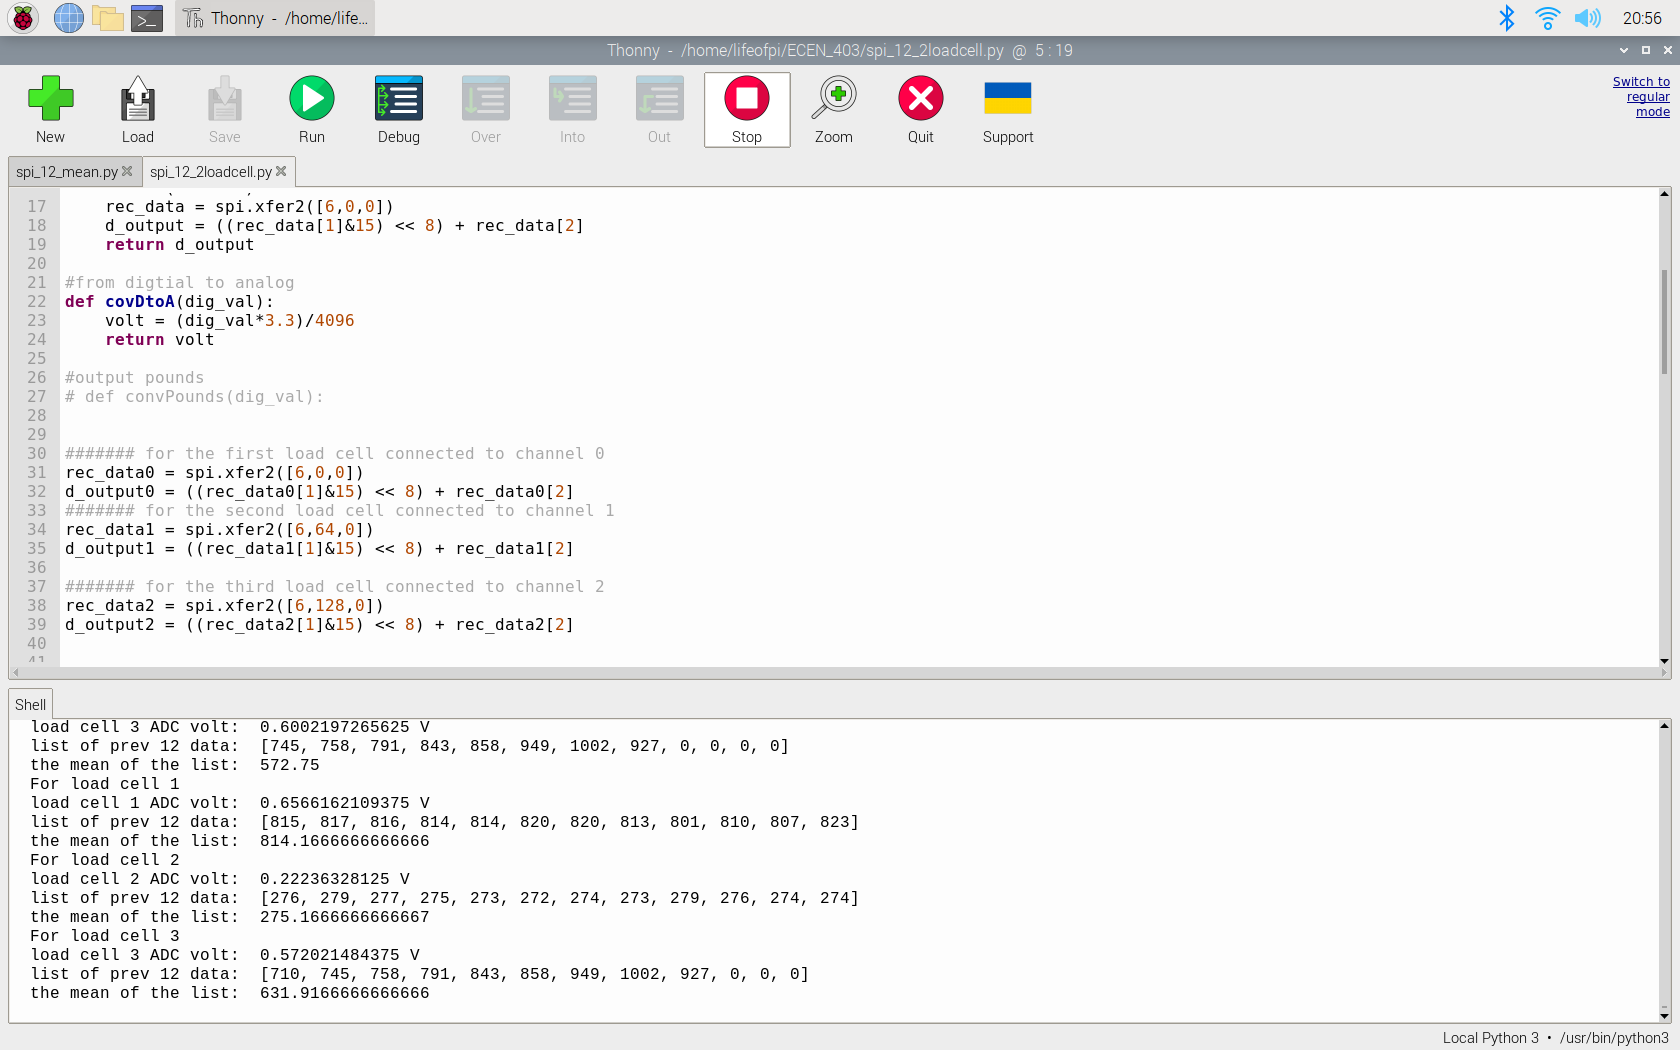 Thonny - /home/life...
20:56
Thonny - /home/lifeofpi/ECEN_403/spi_12_2loadcell.py @ 5 : 19
New Load Save Run Debug Over Into Out Stop Zoom Quit Support
Switch to
regular
mode
spi_12_mean.py spi_12_2loadcell.py
17     rec_data = spi.xfer2([6,0,0])
18     d_output = ((rec_data[1]&15) << 8) + rec_data[2]
19     return d_output
20
21 #from digtial to analog
22 def covDtoA(dig_val):
23     volt = (dig_val*3.3)/4096
24     return volt
25
26 #output pounds
27 # def convPounds(dig_val):
28
29
30 ####### for the first load cell connected to channel 0
31 rec_data0 = spi.xfer2([6,0,0])
32 d_output0 = ((rec_data0[1]&15) << 8) + rec_data0[2]
33 ####### for the second load cell connected to channel 1
34 rec_data1 = spi.xfer2([6,64,0])
35 d_output1 = ((rec_data1[1]&15) << 8) + rec_data1[2]
36
37 ####### for the third load cell connected to channel 2
38 rec_data2 = spi.xfer2([6,128,0])
39 d_output2 = ((rec_data2[1]&15) << 8) + rec_data2[2]
40
41
Shell
load cell 3 ADC volt:  0.6002197265625 V
list of prev 12 data:  [745, 758, 791, 843, 858, 949, 1002, 927, 0, 0, 0, 0]
the mean of the list:  572.75
For load cell 1
load cell 1 ADC volt:  0.6566162109375 V
list of prev 12 data:  [815, 817, 816, 814, 814, 820, 820, 813, 801, 810, 807, 823]
the mean of the list:  814.1666666666666
For load cell 2
load cell 2 ADC volt:  0.22236328125 V
list of prev 12 data:  [276, 279, 277, 275, 273, 272, 274, 273, 279, 276, 274, 274]
the mean of the list:  275.1666666666667
For load cell 3
load cell 3 ADC volt:  0.572021484375 V
list of prev 12 data:  [710, 745, 758, 791, 843, 858, 949, 1002, 927, 0, 0, 0]
the mean of the list:  631.9166666666666
Local Python 3 • /usr/bin/python3